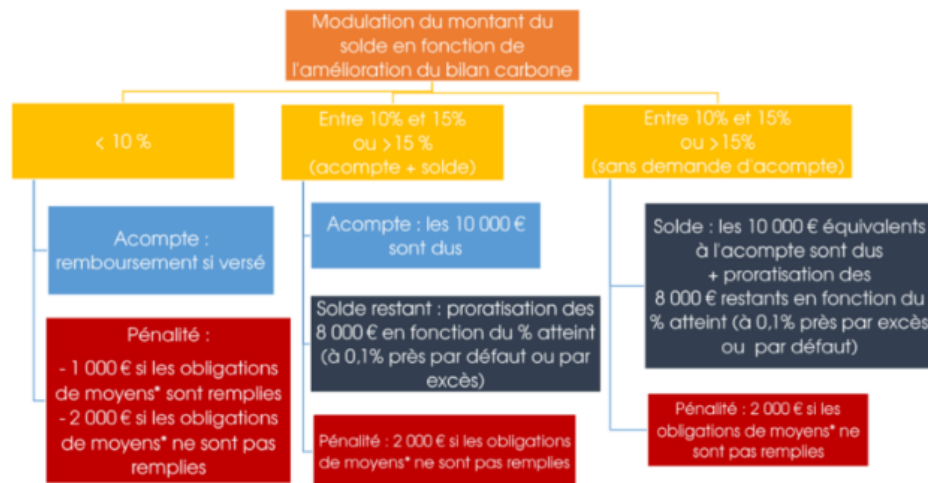 Modulation du montant du
solde en fonction de
l'amélioration du bilan carbone
< 10 %
Entre 10% et 15%
ou >15 %
(acompte + solde)
Entre 10% et 15%
ou >15%
(sans demande d'acompte)
Acompte :
remboursement si versé
Pénalité :
- 1 000 € si les obligations
de moyens* sont remplies
- 2 000 € si les obligations
de moyens* ne sont pas
remplies
Acompte : les 10 000 €
sont dus
Solde restant : proratisation des
8 000 € en fonction du % atteint
(à 0,1% près par défaut ou par
excès)
Pénalité : 2 000 € si les obligations
de moyens* ne sont pas remplies
Solde : les 10 000 € équivalents
à l'acompte sont dus
+ proratisation des
8 000 € restants en fonction du
% atteint (à 0,1% près par excès
ou par défaut)
Pénalité : 2 000 € si les
obligations de moyens* ne
sont pas remplies